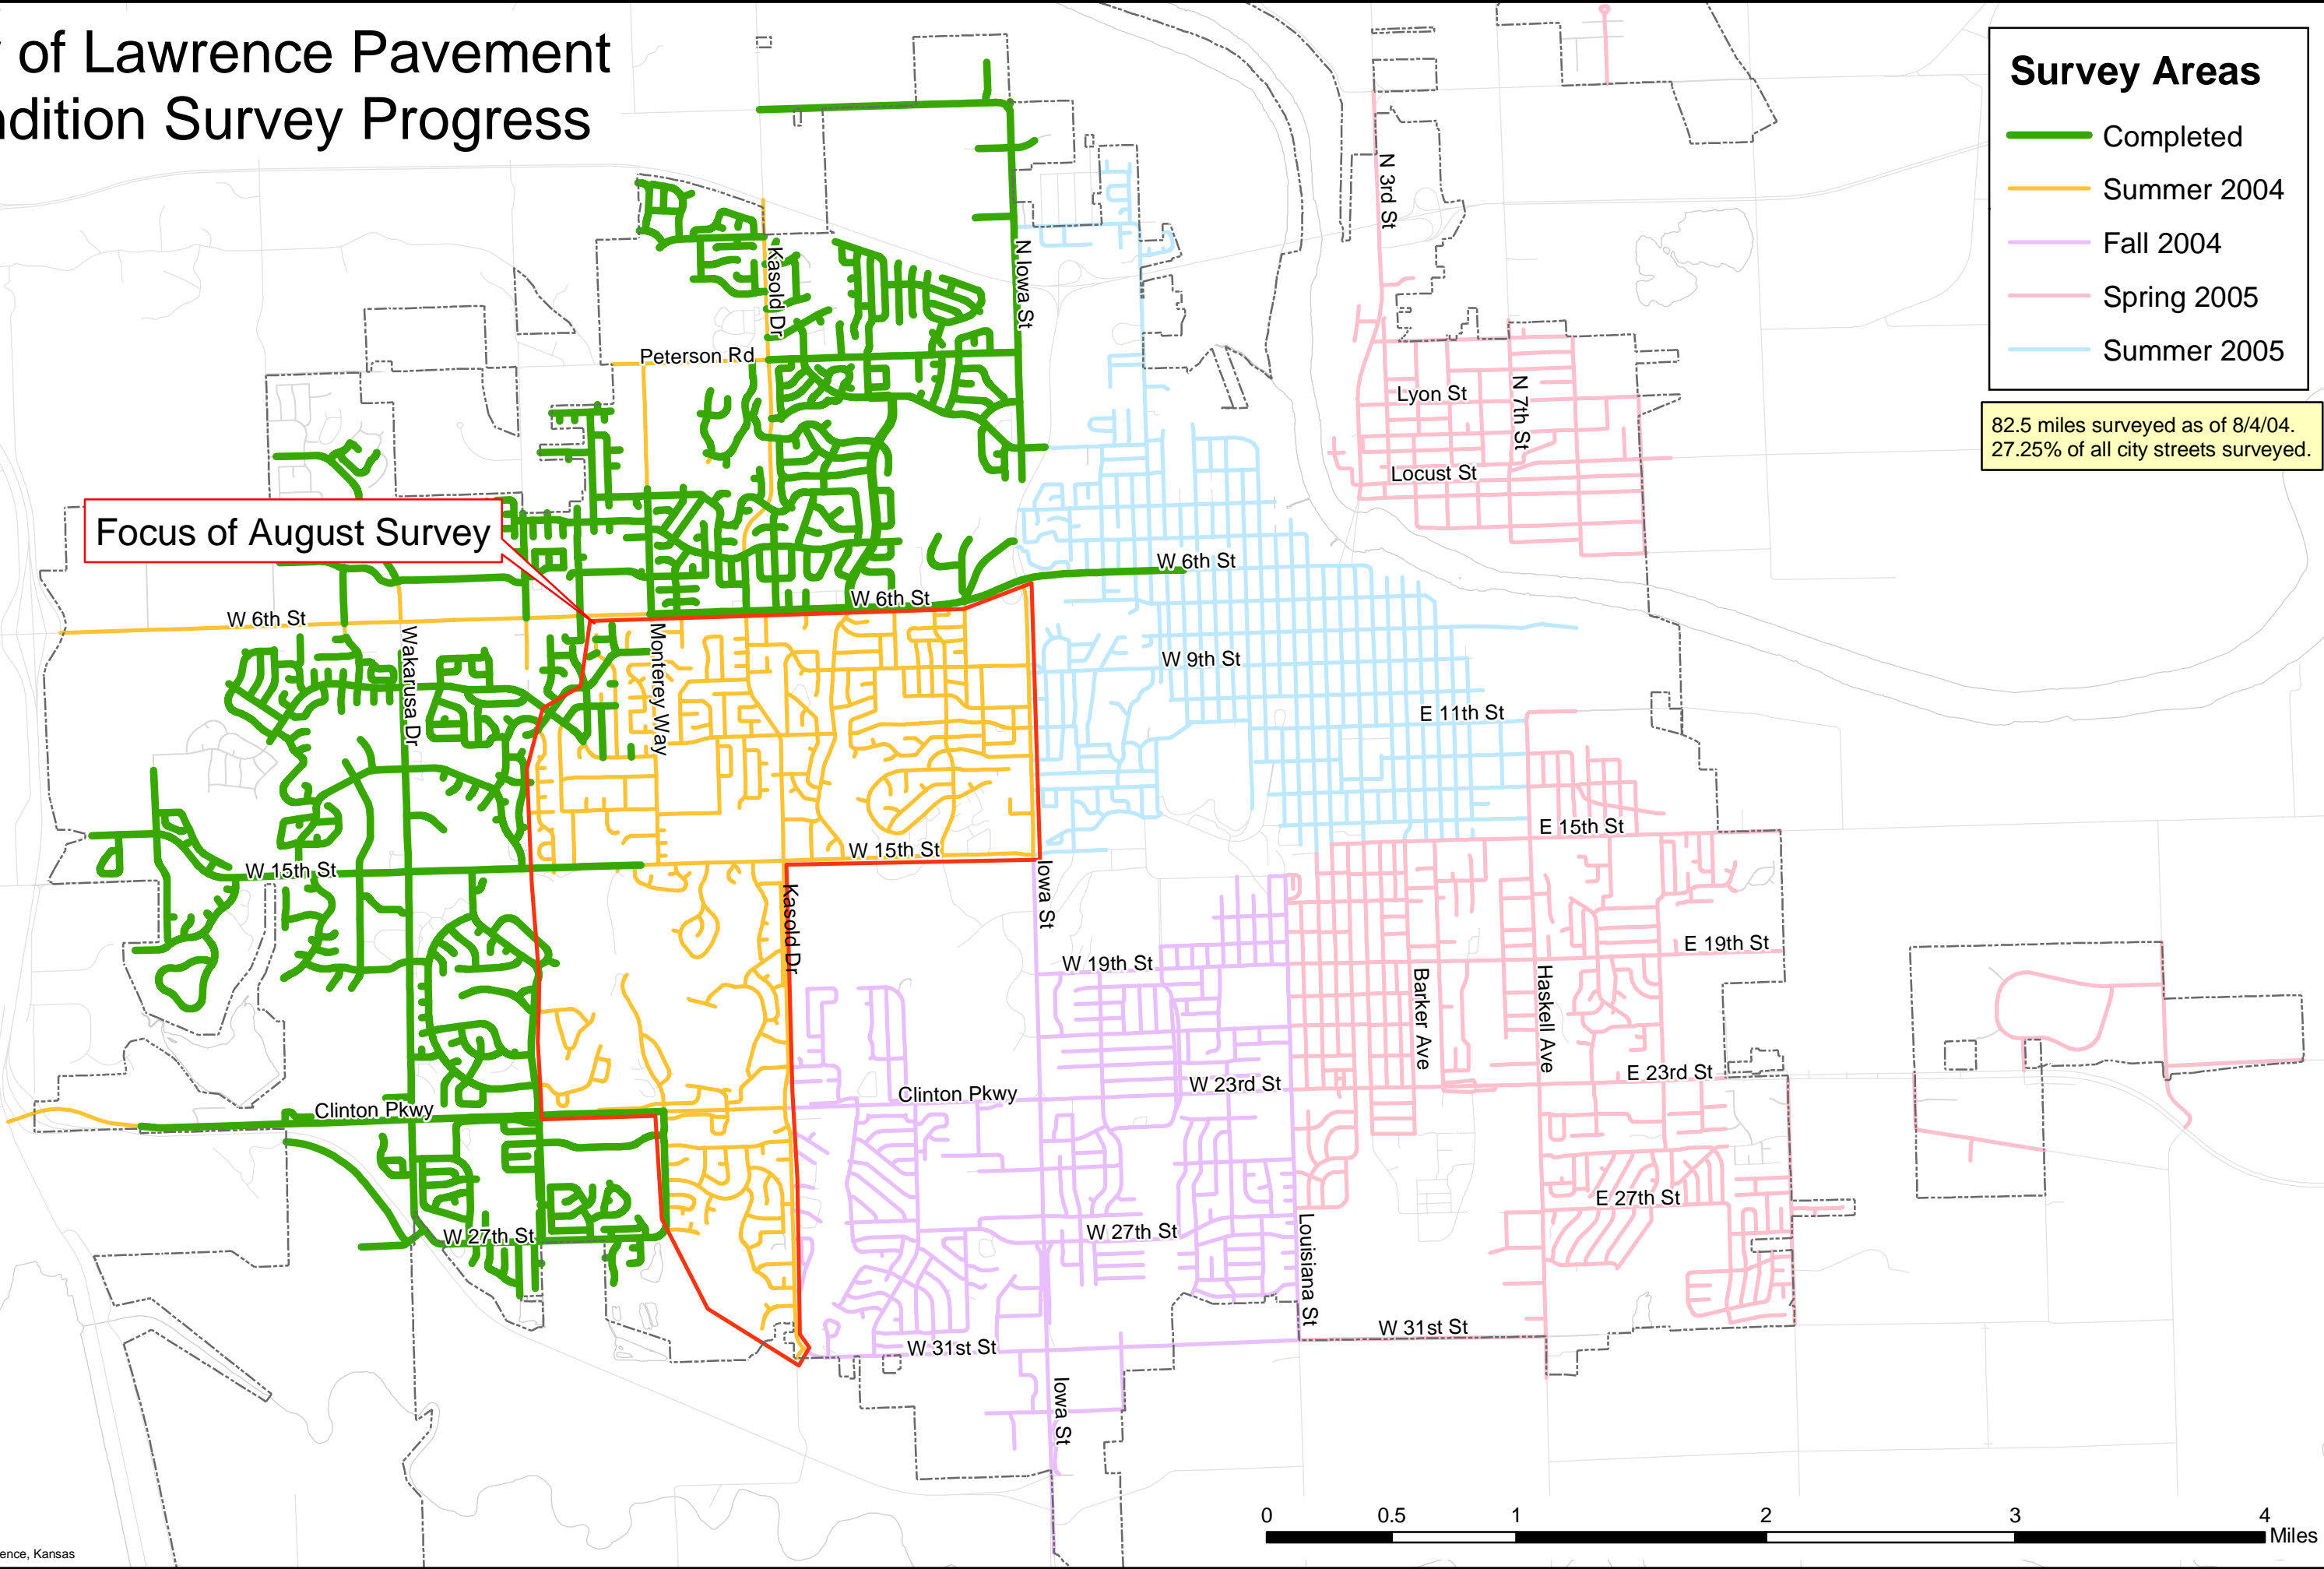 of Lawrence Pavement
ndition Survey Progress
Survey Areas
Completed
Summer 2004
Fall 2004
Spring 2005
Summer 2005
82.5 miles surveyed as of 8/4/04.
27.25% of all city streets surveyed.
N 3rd St
Kasold Dr
N Iowa St
Peterson Rd
Lyon St
N 7th St
Locust St
Focus of August Survey
W 6th St
W 6th St
W 6th St
Wakarusa Dr
Monterey Way
W 9th St
E 11th St
E 15th St
W 15th St
W 15th St
Kasold Dr
Iowa St
E 19th St
W 19th St
Barker Ave
Haskell Ave
E 23rd St
W 23rd St
Clinton Pkwy
Clinton Pkwy
E 27th St
W 27th St
W 27th St
Louisiana St
W 31st St
W 31st St
Iowa St
0 0.5 1 2 3 4
Miles
ence, Kansas